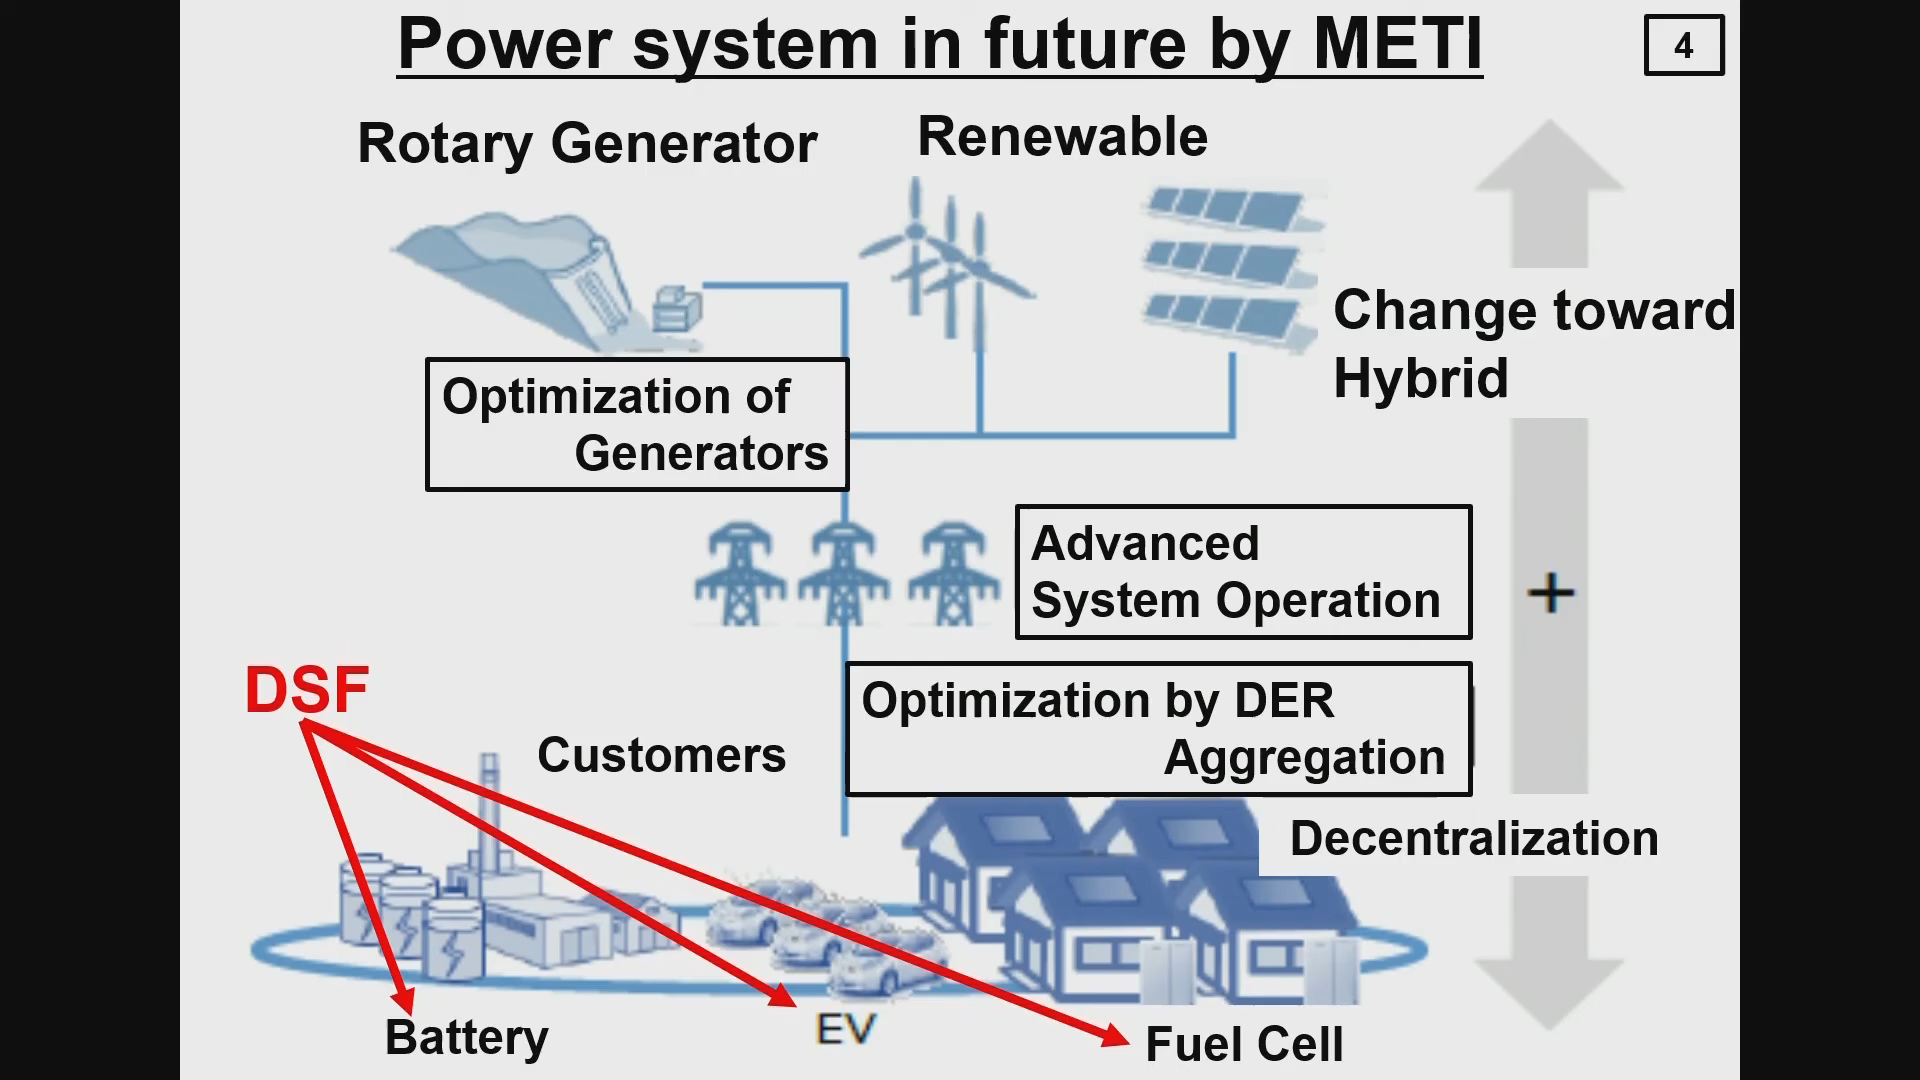 Power system in future by METI
4
Rotary Generator
Renewable
Change toward
Hybrid
Optimization of
Generators
Advanced
System Operation
+
DSF
Optimization by DER
Aggregation
Customers
Decentralization
Battery
EV
Fuel Cell